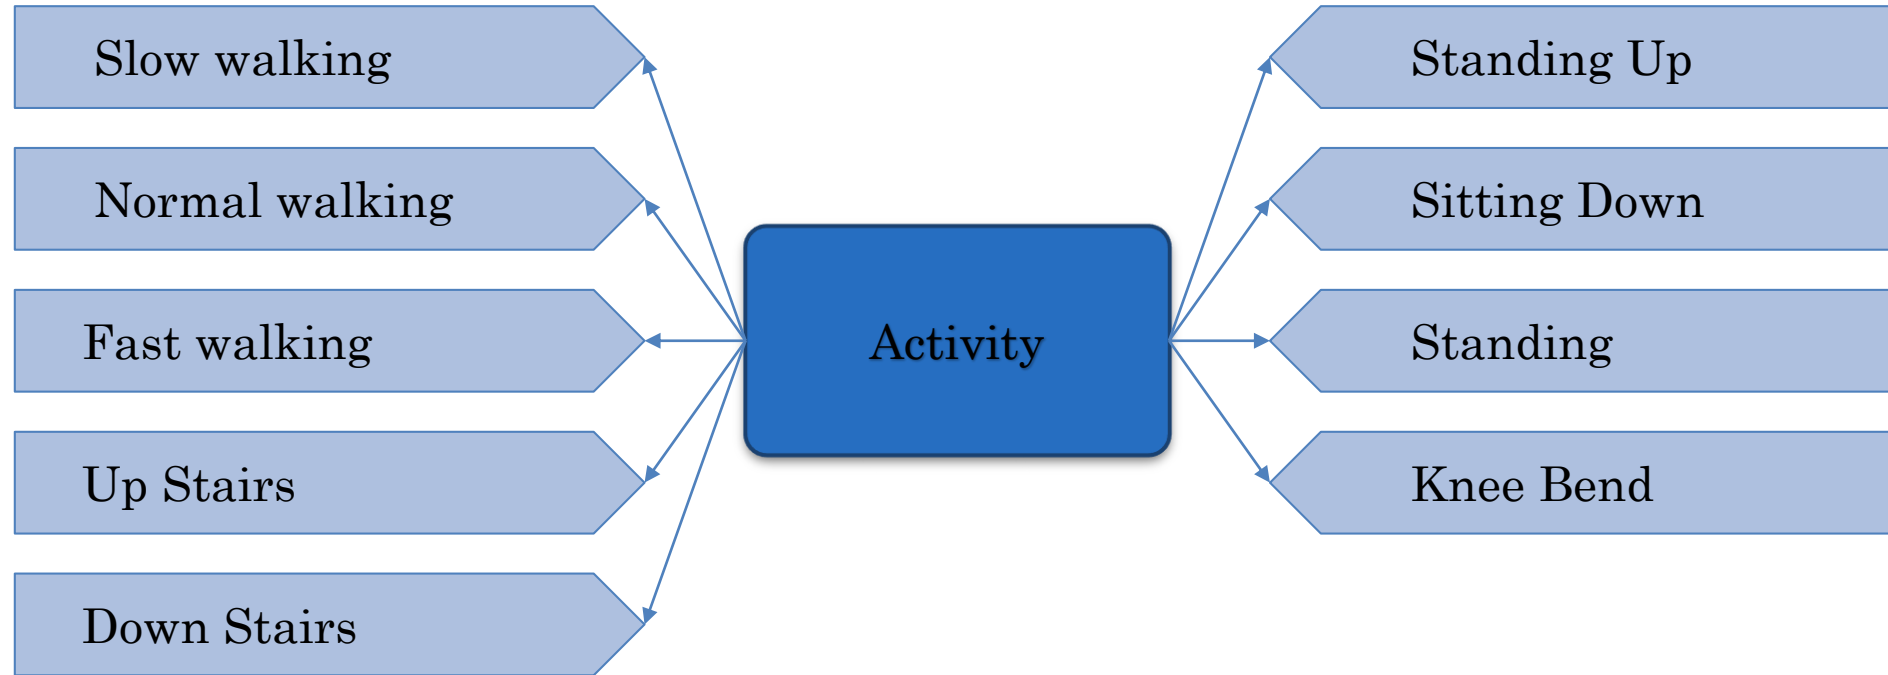 Slow walking
Normal walking
Fast walking
Up Stairs
Down Stairs
Activity
Standing Up
Sitting Down
Standing
Knee Bend